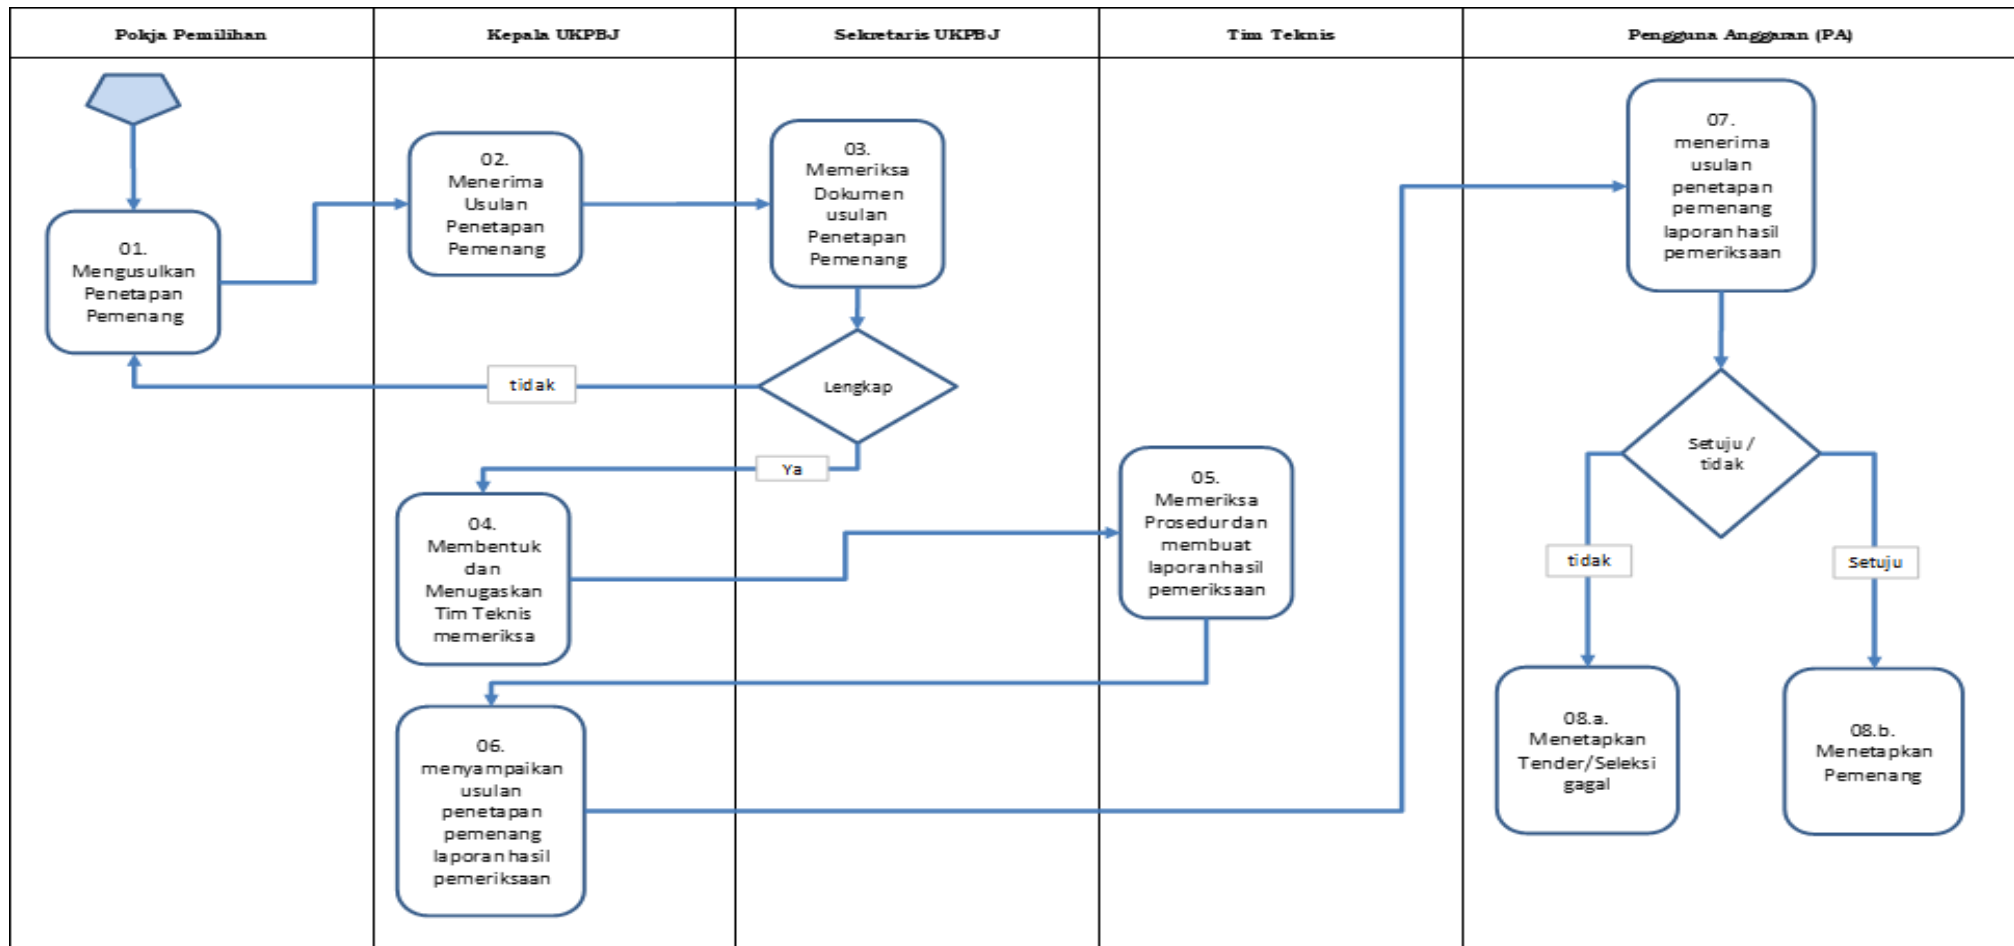 Pokja Pemilihan
Kepala UKPBJ
Sekretaris UKPBJ
Tim Teknis
Pengguna Anggaran (PA)
01.
Mengusulkan
Penetapan
Pemenang
02.
Menerima
Usulan
Penetapan
Pemenang
03.
Memeriksa
Dokumen
usulan
Penetapan
Pemenang
Lengkap
tidak
Ya
04.
Membentuk
dan
Menugaskan
Tim Teknis
memeriksa
05.
Memeriksa
Prosedur dan
membuat
laporan hasil
pemeriksaan
06.
menyampaikan
usulan
penetapan
pemenang
laporan hasil
pemeriksaan
07.
menerima
usulan
penetapan
pemenang
laporan hasil
pemeriksaan
Setuju /
tidak
tidak
Setuju
08.a.
Menetapkan
Tender/Seleksi
gagal
08.b.
Menetapkan
Pemenang